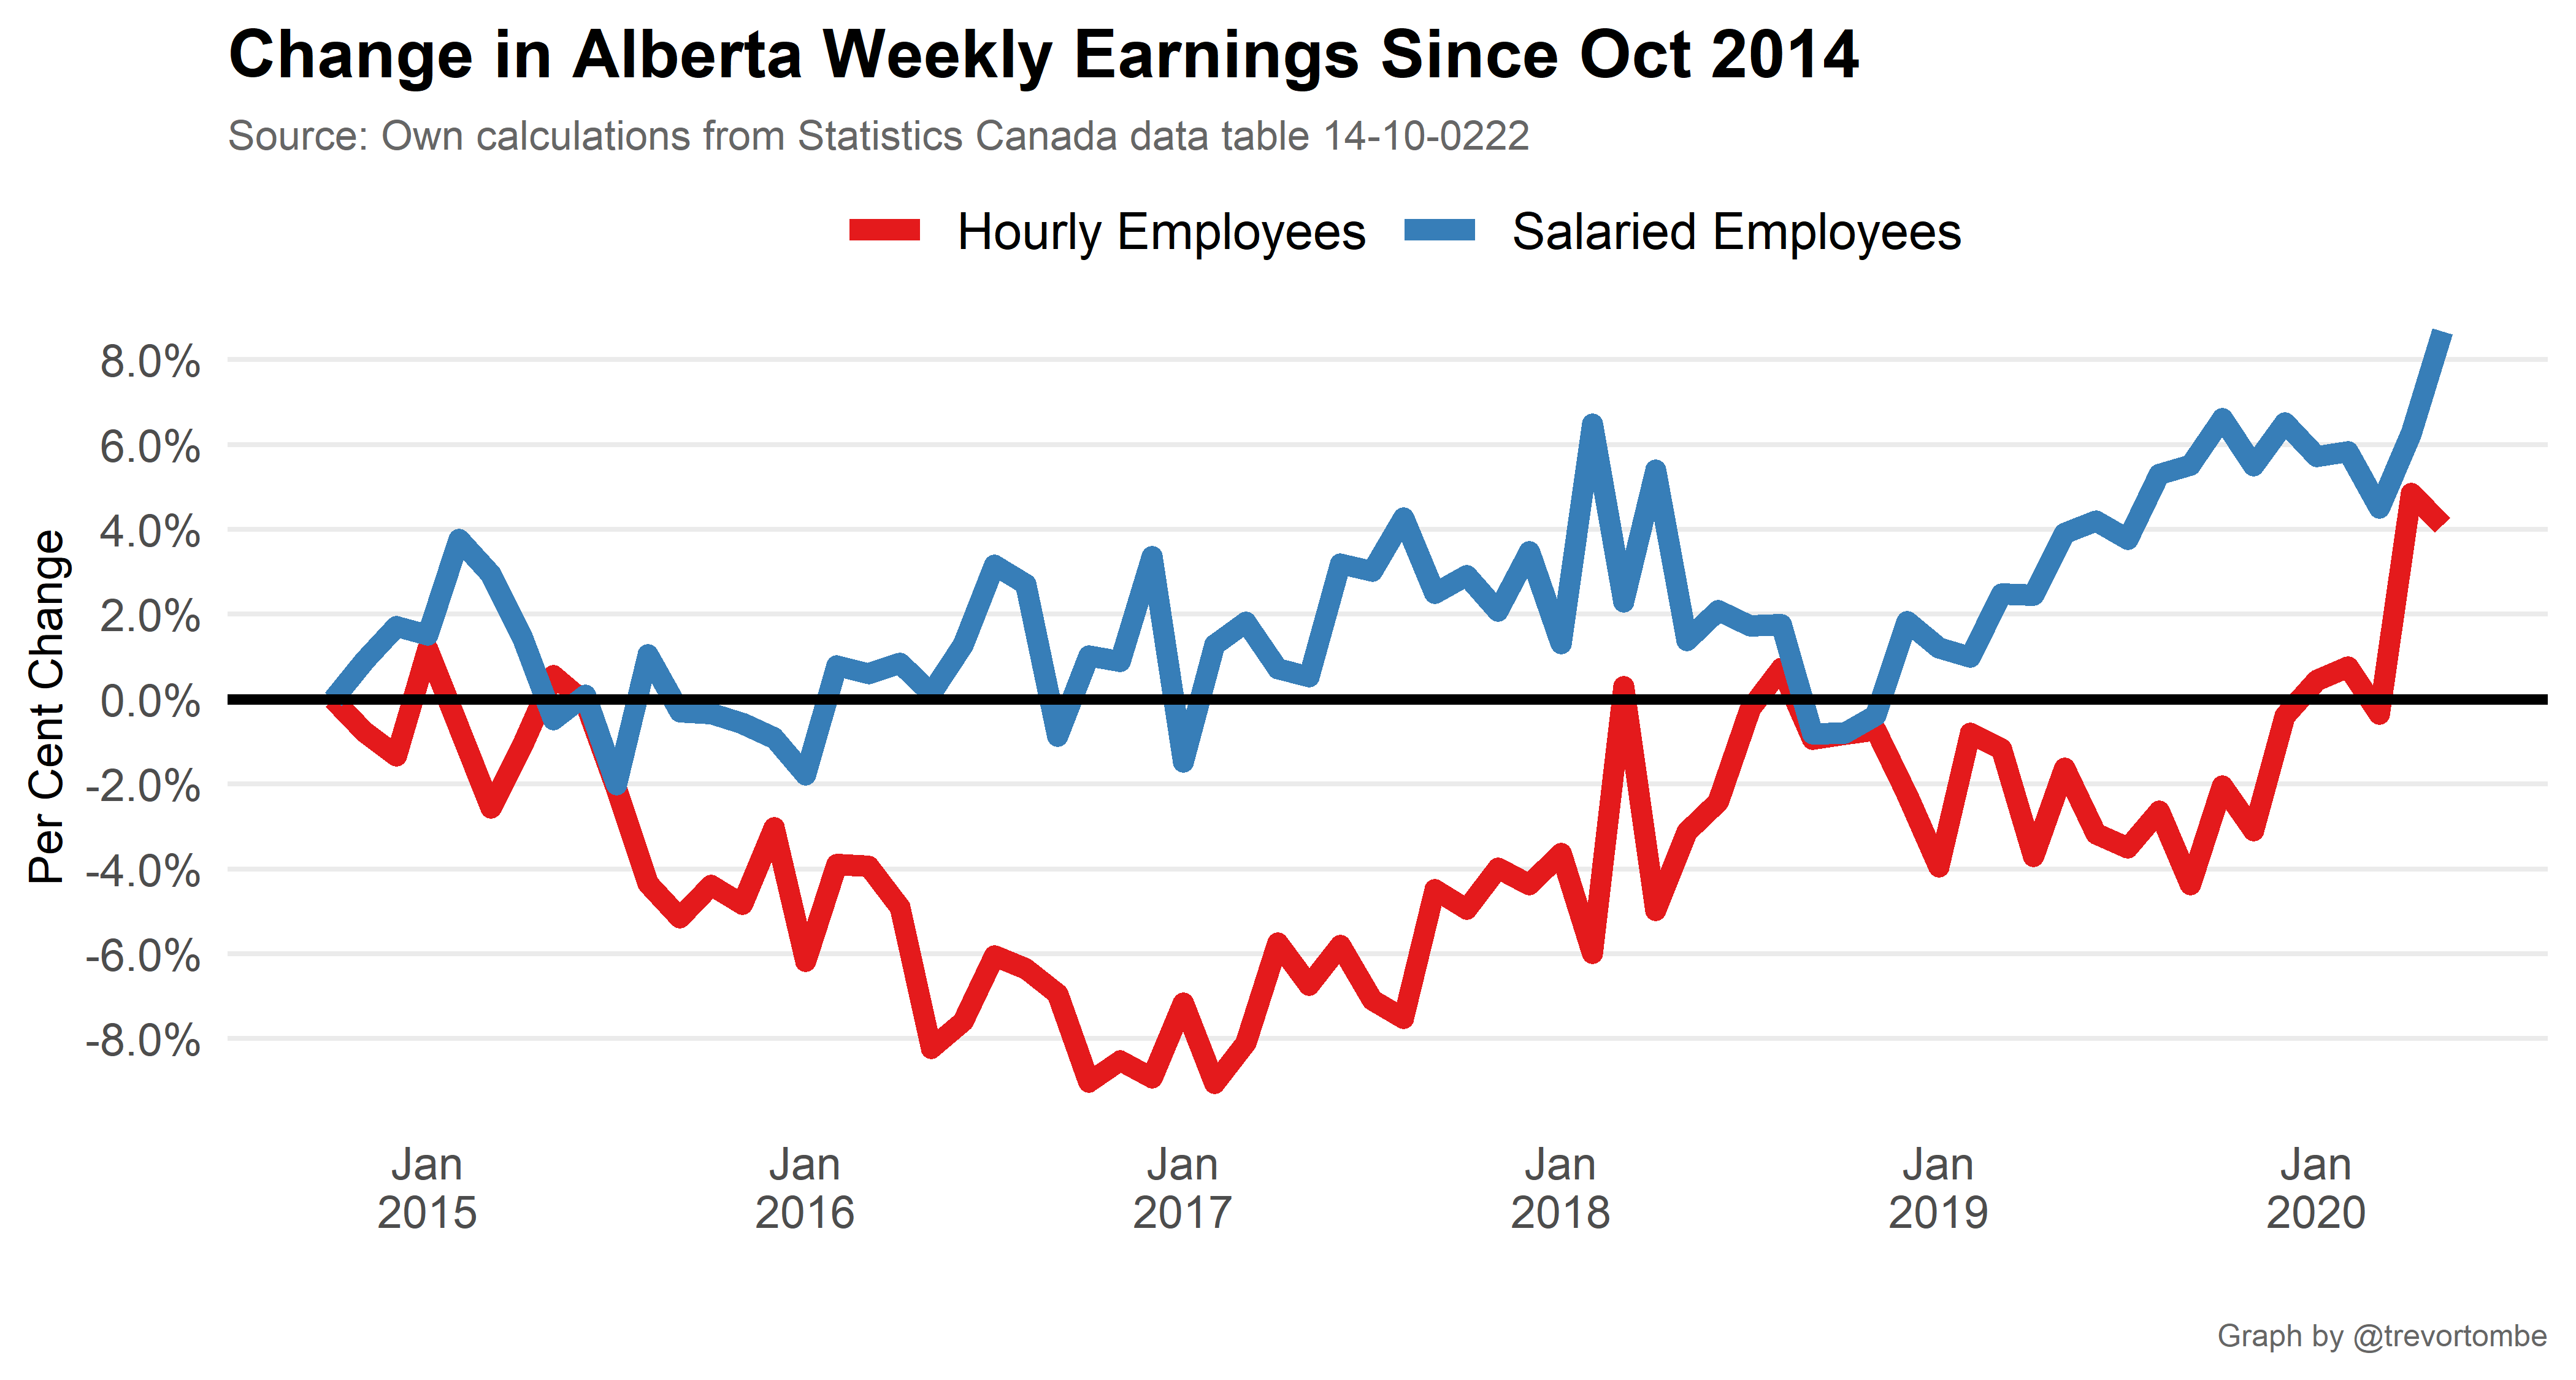 Change in Alberta Weekly Earnings Since Oct 2014
Source: Own calculations from Statistics Canada data table 14-10-0222
Hourly Employees Salaried Employees
Per Cent Change
8.0%
6.0%
4.0%
2.0%
0.0%
-2.0%
-4.0%
-6.0%
-8.0%
Jan Jan Jan Jan Jan Jan
2015 2016 2017 2018 2019 2020
Graph by @trevortombe